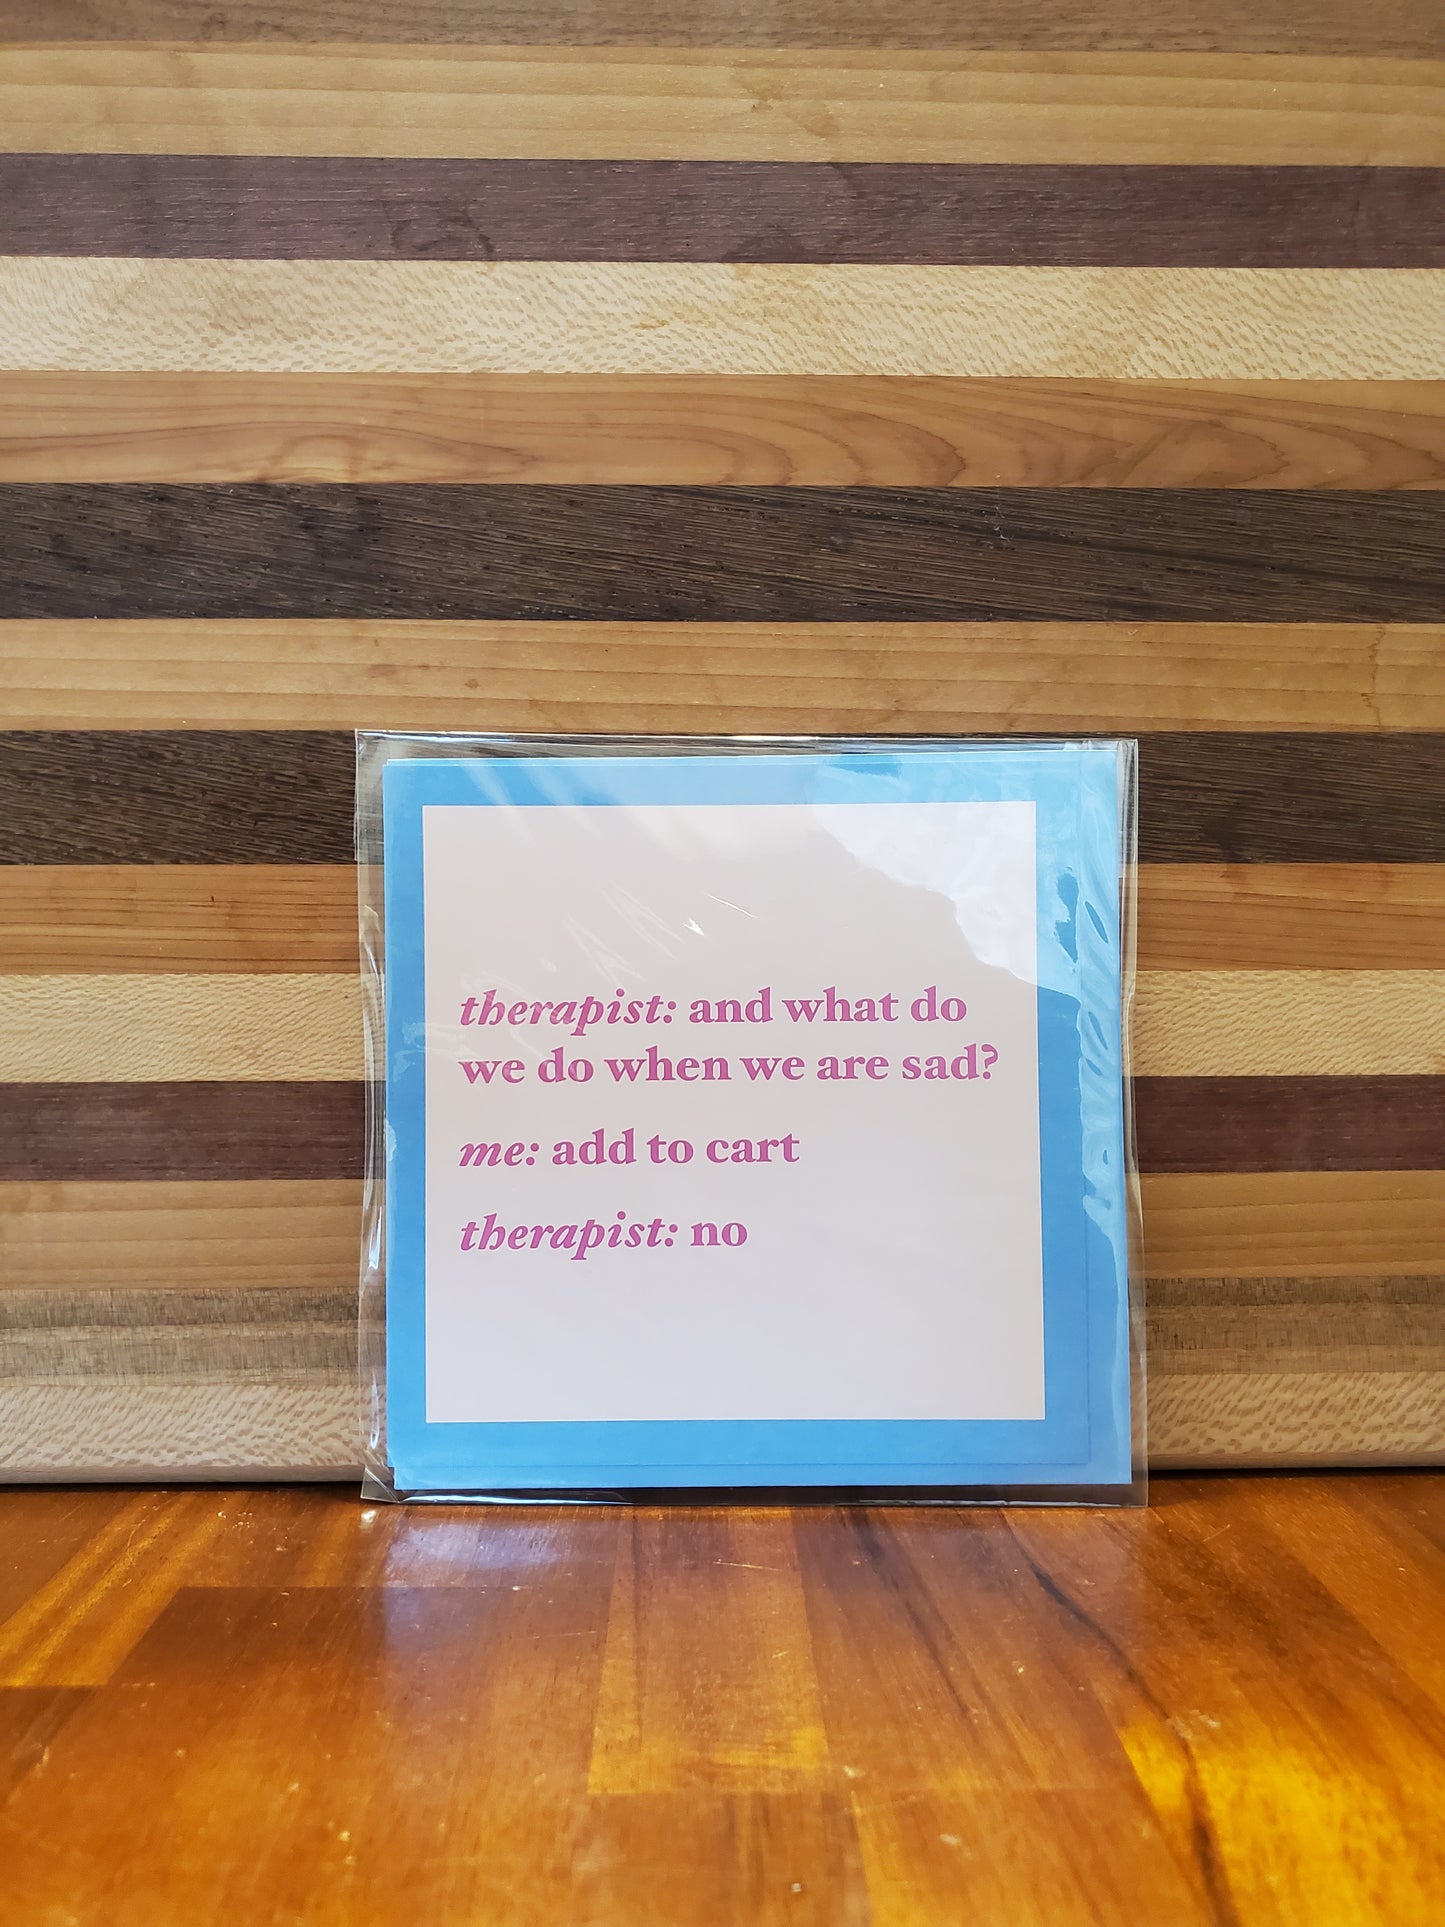 therapist: and what do
we do when we are sad?
me: add to cart
therapist: no